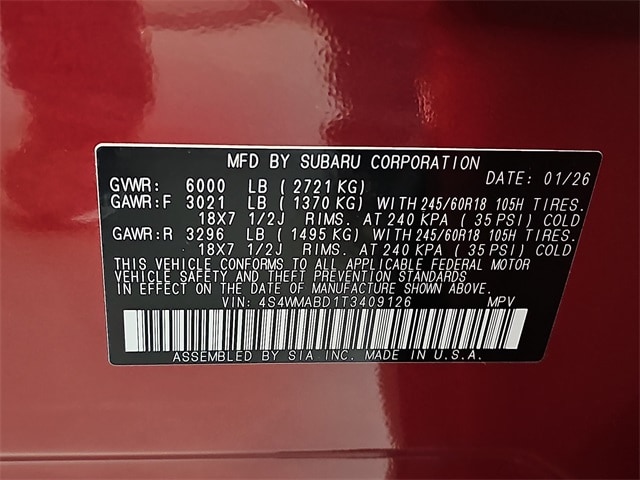 MFD BY SUBARU CORPORATION DATE: 01/26
GVWR: 6000 LB (2721 KG)
GAWR:F 3021 LB (1370 KG) WITH 245/60R18 105H TIRES.
18X7 1/2J RIMS. AT 240 KPA (35 PSI) COLD
GAWR:R 3296 LB (1495 KG) WITH 245/60R18 105H TIRES.
18X7 1/2J RIMS. AT 240 KPA (35 PSI) COLD
THIS VEHICLE CONFORMS TO ALL APPLICABLE FEDERAL MOTOR
VEHICLE SAFETY AND THEFT PREVENTION STANDARDS
IN EFFECT ON THE DATE OF MANUFACTURE SHOWN ABOVE.
VIN: 4S4WMABD1T3409126 MPV
ASSEMBLED BY SIA INC. MADE IN U.S.A.